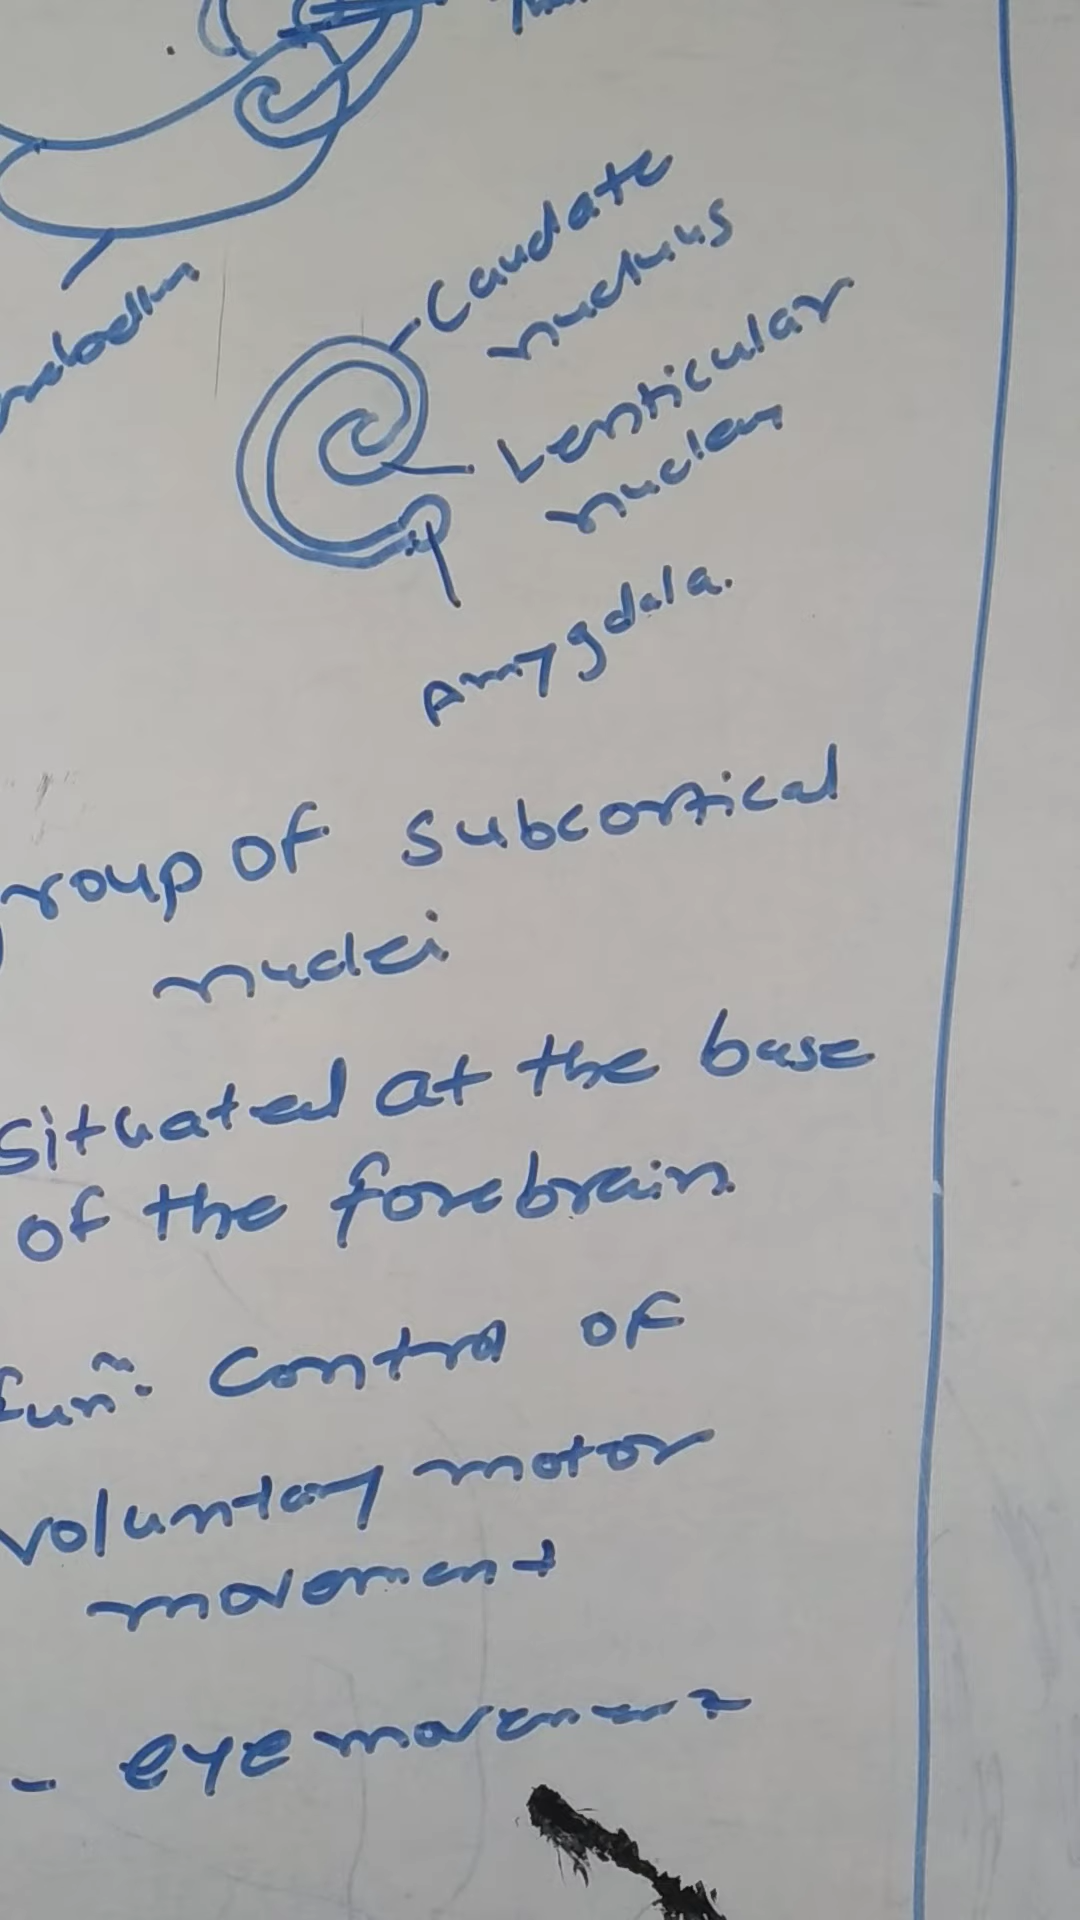 Caudate
nucleus
Lenticular
nuclear
Amygdala.
roup of subcortical
nuclei
situated at the base
of the forebrain
fun: control of
voluntary motor
movement
- eye movement